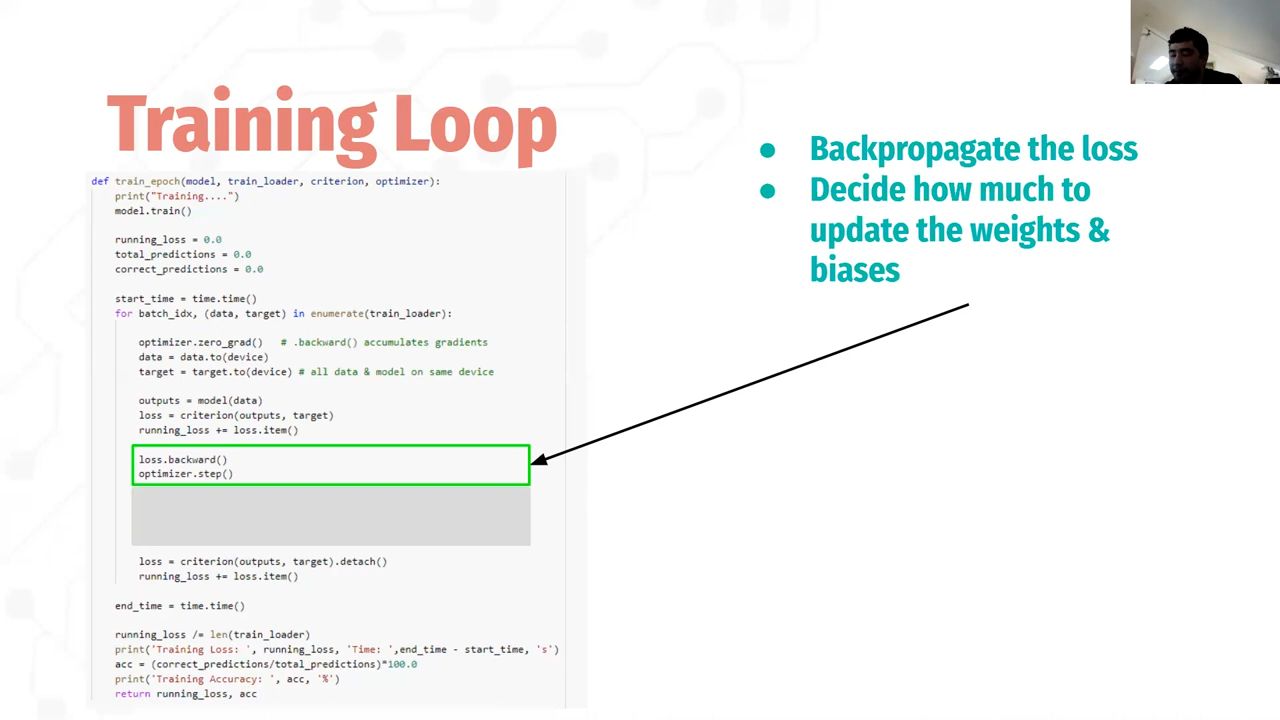 Training Loop
def train_epoch(model, train_loader, criterion, optimizer):
print("Training....")
model.train()
running_loss = 0.0
total_predictions = 0.0
correct_predictions = 0.0
start_time = time.time()
for batch_idx, (data, target) in enumerate(train_loader):
optimizer.zero_grad()   # .backward() accumulates gradients
data = data.to(device)
target = target.to(device) # all data & model on same device
outputs = model(data)
loss = criterion(outputs, target)
running_loss += loss.item()
loss.backward()
optimizer.step()
loss = criterion(outputs, target).detach()
running_loss += loss.item()
end_time = time.time()
running_loss /= len(train_loader)
print('Training Loss: ', running_loss, 'Time: ',end_time - start_time, 's')
acc = (correct_predictions/total_predictions)*100.0
print('Training Accuracy: ', acc, '%')
return running_loss, acc
● Backpropagate the loss
● Decide how much to
update the weights &
biases